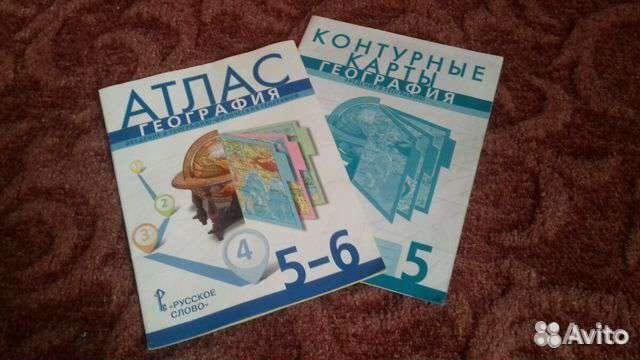 АТЛАС
ГЕОГРАФИЯ
1
2
3
4
5-6
«РУССКОЕ
СЛОВО»
КОНТУРНЫЕ
КАРТЫ
ГЕОГРАФИЯ
5
Avito